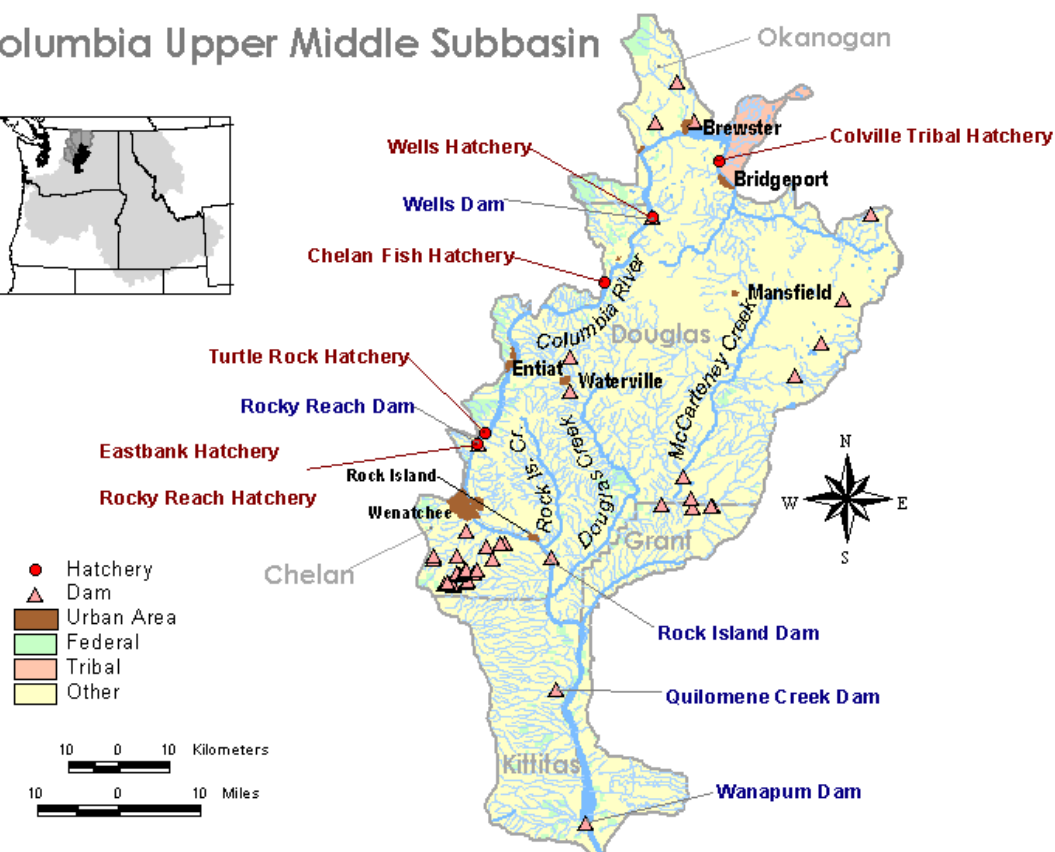 olumbia Upper Middle Subbasin
Okanogan
Brewster
Colville Tribal Hatchery
Wells Hatchery
Bridgeport
Wells Dam
Chelan Fish Hatchery
Columbia River
Mansfield
Douglas
McCarteney Creek
Turtle Rock Hatchery
Entiat
Waterville
Rocky Reach Dam
Eastbank Hatchery
Rock Is. Cr.
Douglas Creek
Rock Island
Rocky Reach Hatchery
Wenatchee
N
W E
S
Grant
Chelan
Hatchery
Dam
Urban Area
Federal
Tribal
Other
Rock Island Dam
Quilomene Creek Dam
10 0 10 Kilometers
Kittitas
10 0 10 Miles
Wanapum Dam